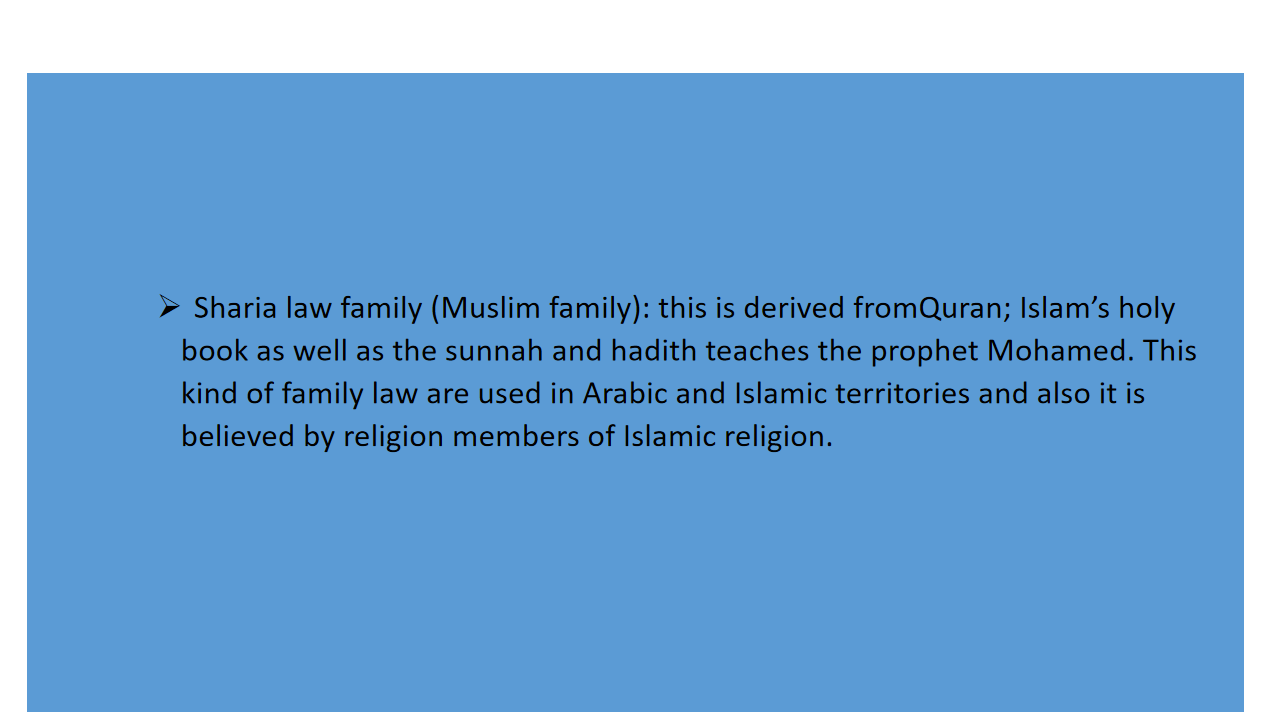 ➢ Sharia law family (Muslim family): this is derived fromQuran; Islam’s holy
book as well as the sunnah and hadith teaches the prophet Mohamed. This
kind of family law are used in Arabic and Islamic territories and also it is
believed by religion members of Islamic religion.